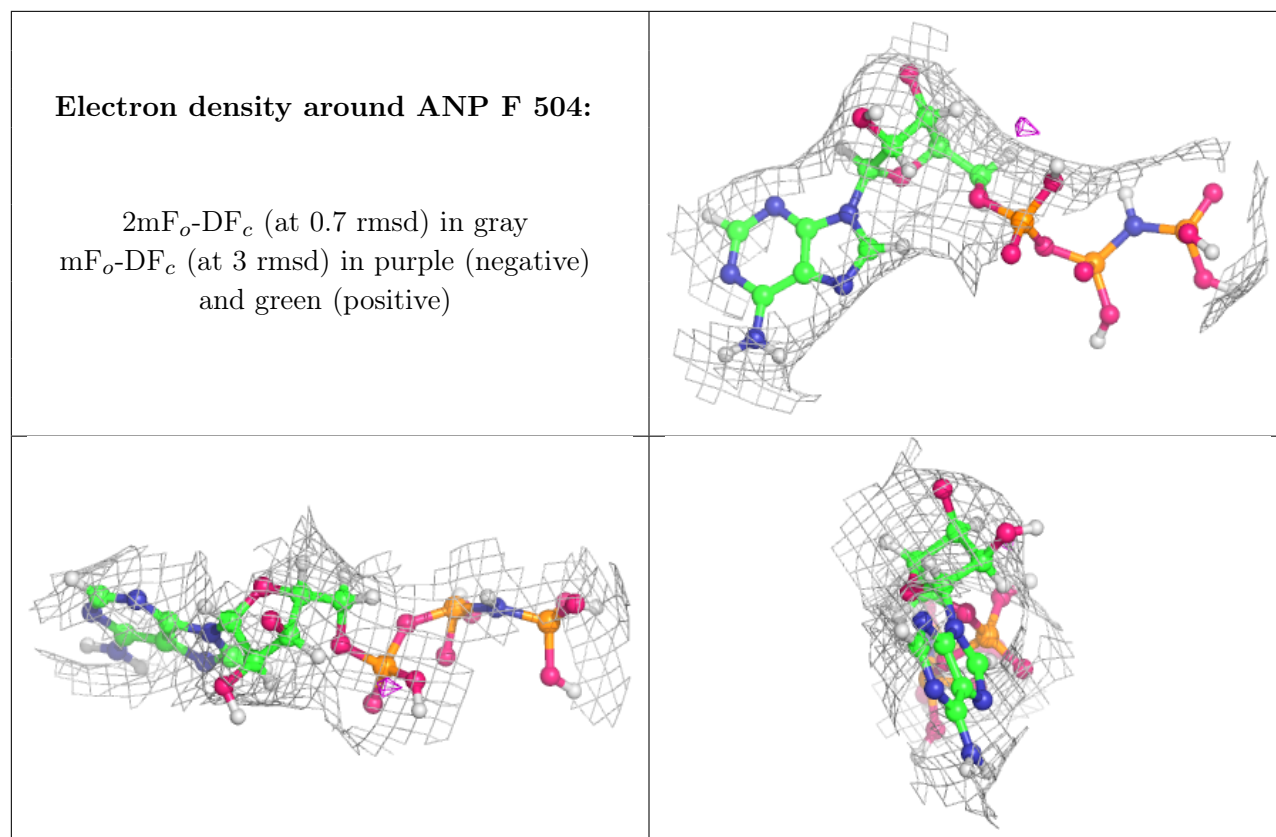 Electron density around ANP F 504:
2mFₒ-DF𝒸 (at 0.7 rmsd) in gray
mFₒ-DF𝒸 (at 3 rmsd) in purple (negative)
and green (positive)